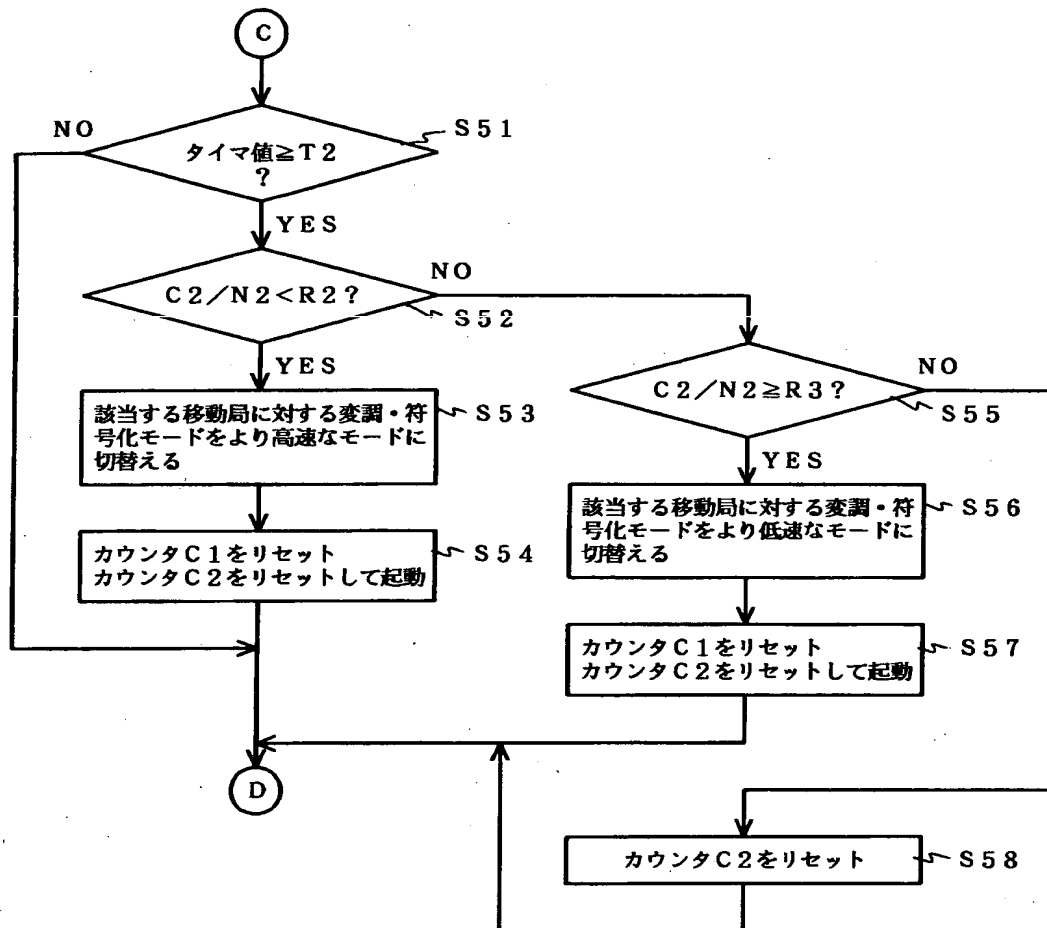 C
NO
S51
タイマ値≧T2
?
YES
C2/N2<R2?
NO
S52
YES
C2/N2≧R3?
NO
S55
該当する移動局に対する変調・符
号化モードをより高速なモードに
切替える
S53
YES
該当する移動局に対する変調・符
号化モードをより低速なモードに
切替える
S56
カウンタC1をリセット
カウンタC2をリセットして起動
S54
カウンタC1をリセット
カウンタC2をリセットして起動
S57
D
カウンタC2をリセット
S58